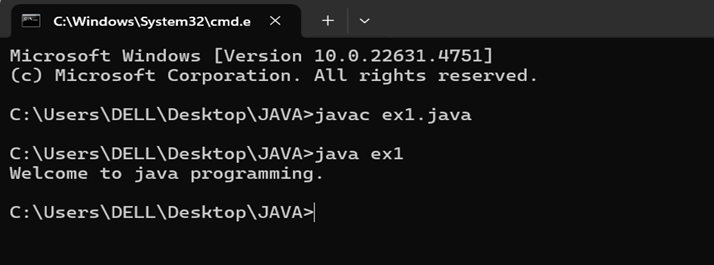 C:\Windows\System32\cmd.e
Microsoft Windows [Version 10.0.22631.4751]
(c) Microsoft Corporation. All rights reserved.
C:\Users\DELL\Desktop\JAVA>javac ex1.java
C:\Users\DELL\Desktop\JAVA>java ex1
Welcome to java programming.
C:\Users\DELL\Desktop\JAVA>